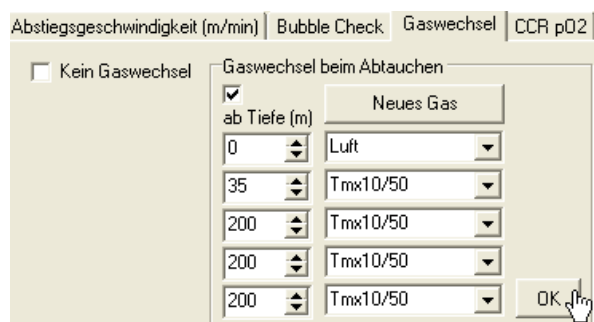 Abstiegsgeschwindigkeit (m/min) Bubble Check Gaswechsel CCR pO2
Kein Gaswechsel Gaswechsel beim Abtauchen
ab Tiefe (m) Neues Gas
0 Luft
35 Tmx10/50
200 Tmx10/50
200 Tmx10/50
200 Tmx10/50 OK